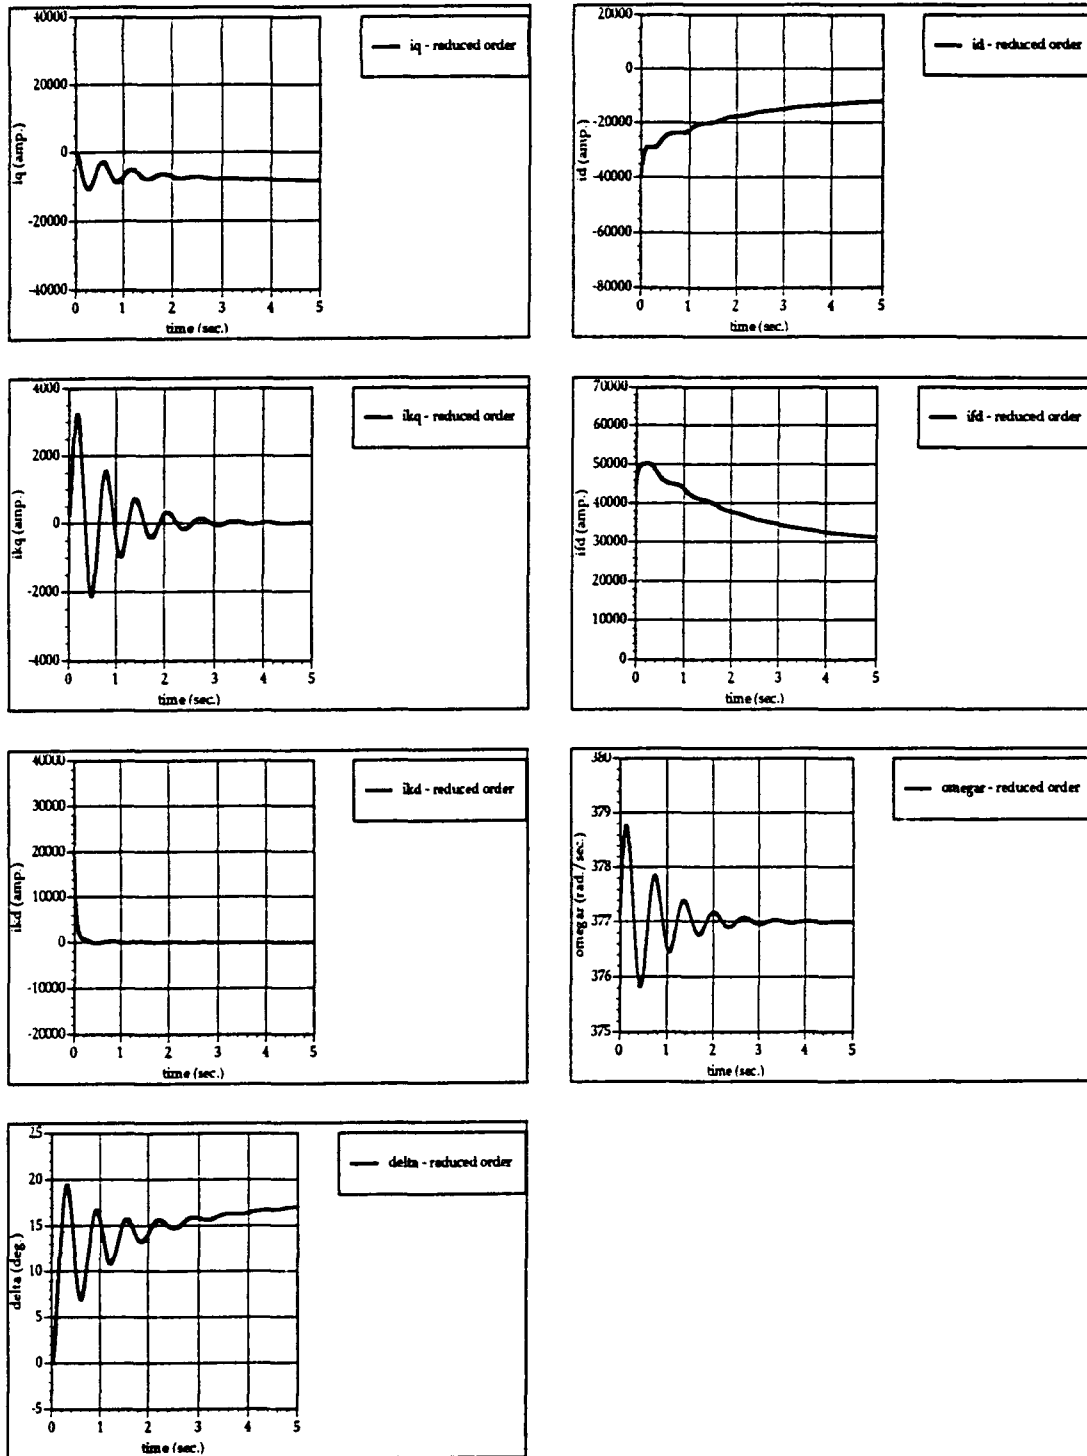 40000
20000
0
-20000
-40000
iq (amp.)
0 1 2 3 4 5
time (sec.)
iq - reduced order
20000
0
-20000
-40000
-60000
-80000
id (amp.)
0 1 2 3 4 5
time (sec.)
id - reduced order
4000
2000
0
-2000
-4000
ikq (amp.)
0 1 2 3 4 5
time (sec.)
ikq - reduced order
70000
60000
50000
40000
30000
20000
10000
0
ifd (amp.)
0 1 2 3 4 5
time (sec.)
ifd - reduced order
40000
30000
20000
10000
0
-10000
-20000
ikd (amp.)
0 1 2 3 4 5
time (sec.)
ikd - reduced order
380
379
378
377
376
375
omegar (rad./sec.)
0 1 2 3 4 5
time (sec.)
omegar - reduced order
25
20
15
10
5
0
-5
delta (deg.)
0 1 2 3 4 5
time (sec.)
delta - reduced order